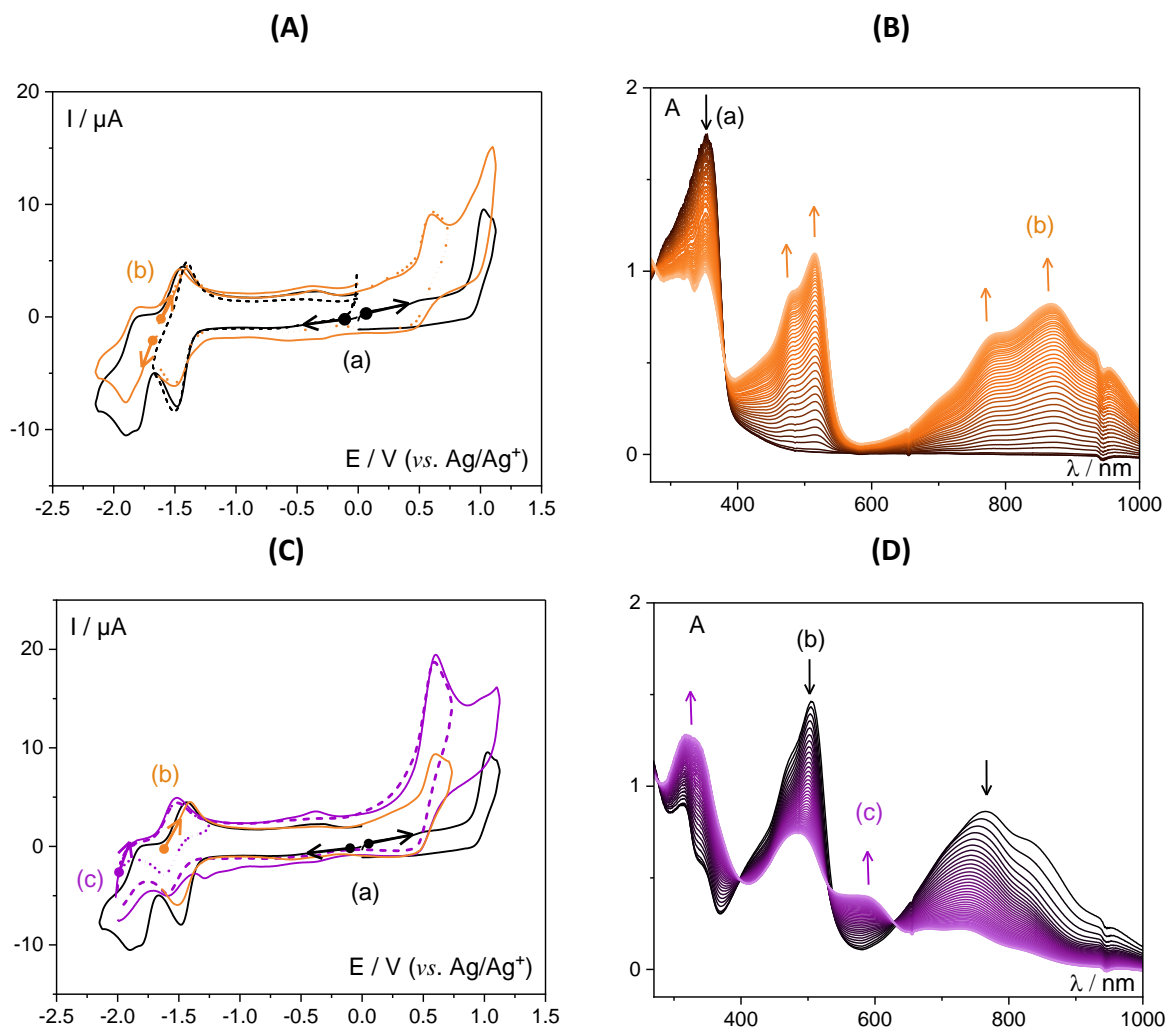 (A)
(B)
20
10
0
-10
I / µA
(b)
(a)
E / V (vs. Ag/Ag⁺)
-2.5 -2.0 -1.5 -1.0 -0.5 0.0 0.5 1.0 1.5
2
1
0
A
(a)
(b)
λ / nm
400 600 800 1000
(C)
(D)
20
10
0
-10
I / µA
(b)
(c)
(a)
E / V (vs. Ag/Ag⁺)
-2.5 -2.0 -1.5 -1.0 -0.5 0.0 0.5 1.0 1.5
2
1
0
A
(b)
(c)
λ / nm
400 600 800 1000